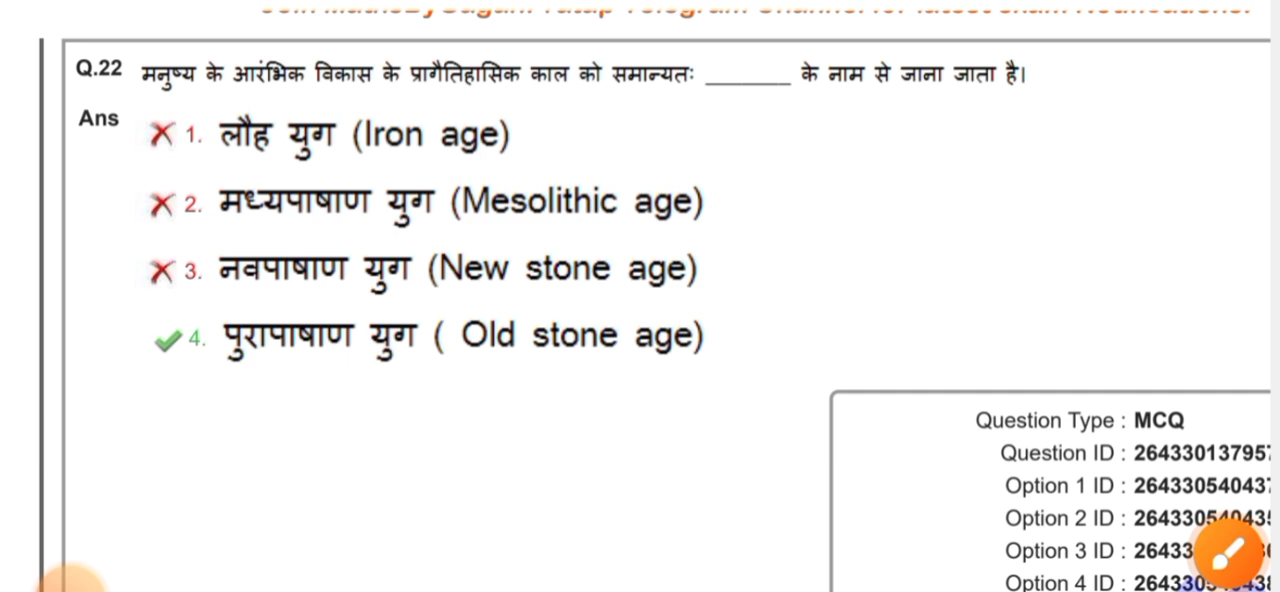 Q.22 मनुष्य के आरंभिक विकास के प्रागैतिहासिक काल को समान्यतः ________ के नाम से जाना जाता है।
Ans
1. लौह युग (Iron age)
2. मध्यपाषाण युग (Mesolithic age)
3. नवपाषाण युग (New stone age)
4. पुरापाषाण युग ( Old stone age)
Question Type : MCQ
Question ID :
Option 1 ID :
Option 2 ID :
Option 3 ID :
Option 4 ID :